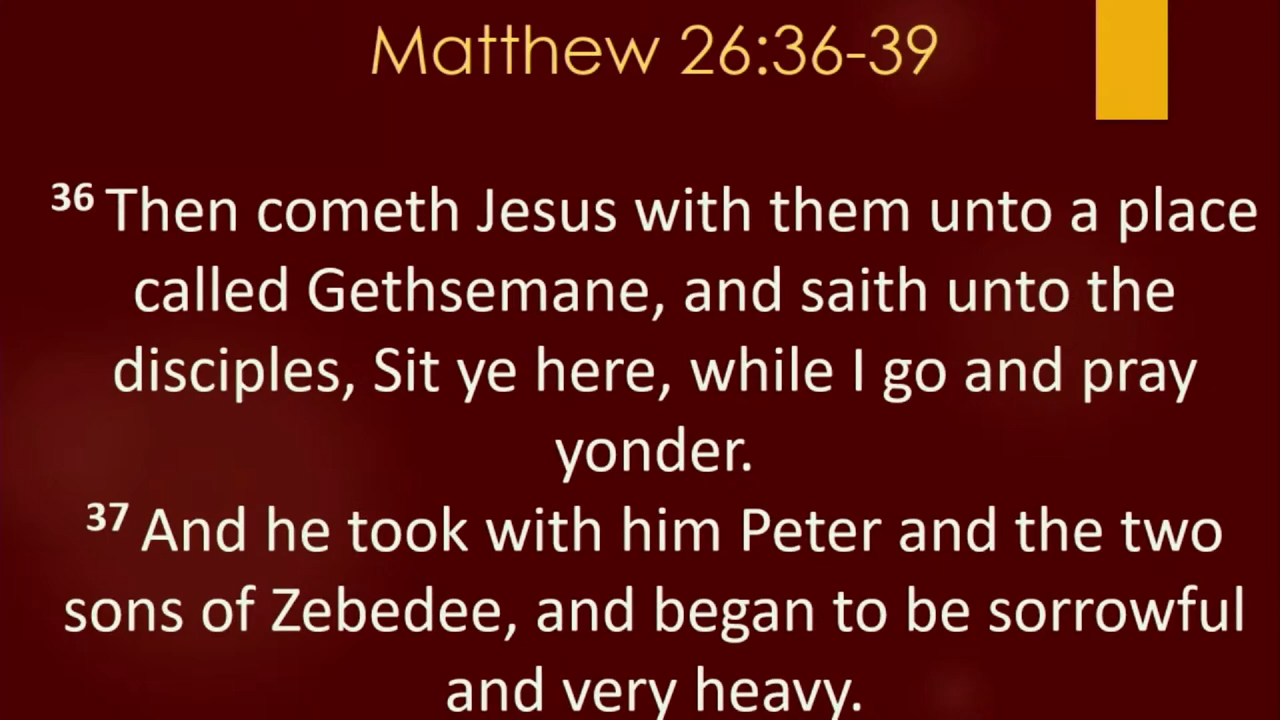 Matthew 26:36-39
36 Then cometh Jesus with them unto a place
called Gethsemane, and saith unto the
disciples, Sit ye here, while I go and pray
yonder.
37 And he took with him Peter and the two
sons of Zebedee, and began to be sorrowful
and very heavy.